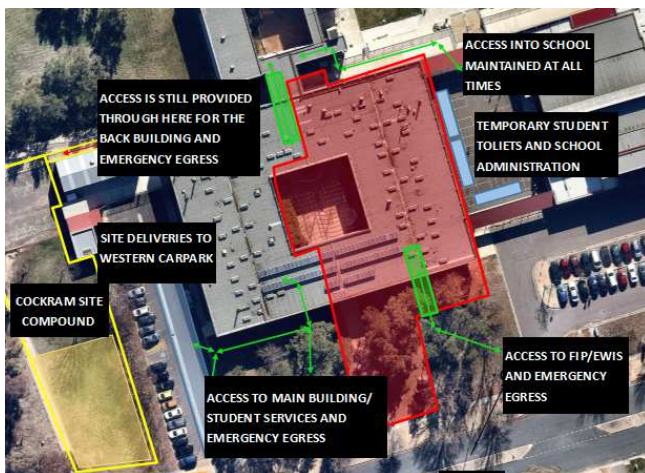 ACCESS INTO SCHOOL
MAINTAINED AT ALL
TIMES
ACCESS IS STILL PROVIDED
THROUGH HERE FOR THE
BACK BUILDING AND
EMERGENCY EGRESS
TEMPORARY STUDENT
TOLIETS AND SCHOOL
ADMINISTRATION
SITE DELIVERIES TO
WESTERN CARPARK
COCKRAM SITE
COMPOUND
ACCESS TO FIP/EWIS
AND EMERGENCY
EGRESS
ACCESS TO MAIN BUILDING/
STUDENT SERVICES AND
EMERGENCY EGRESS